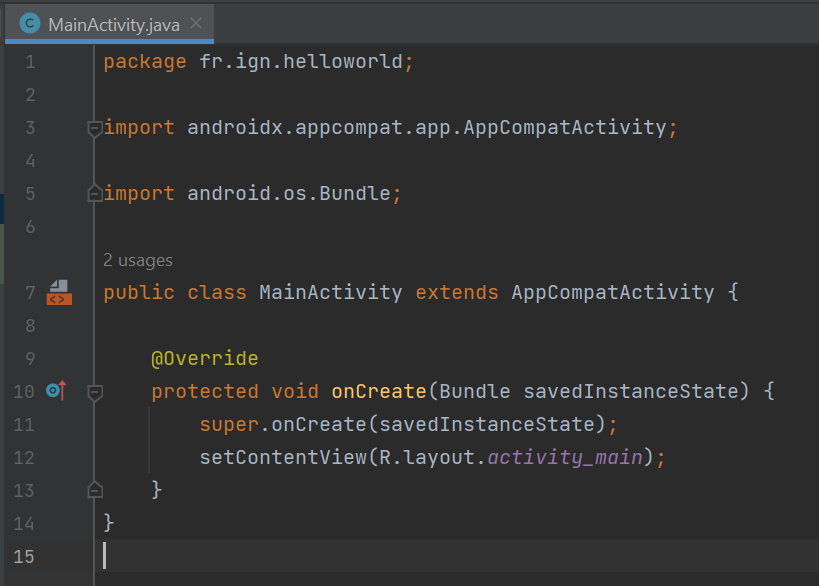 MainActivity.java
1 package fr.ign.helloworld;
2
3 import androidx.appcompat.app.AppCompatActivity;
4
5 import android.os.Bundle;
6
2 usages
7 public class MainActivity extends AppCompatActivity {
8
9 @Override
10 protected void onCreate(Bundle savedInstanceState) {
11 super.onCreate(savedInstanceState);
12 setContentView(R.layout.activity_main);
13 }
14 }
15